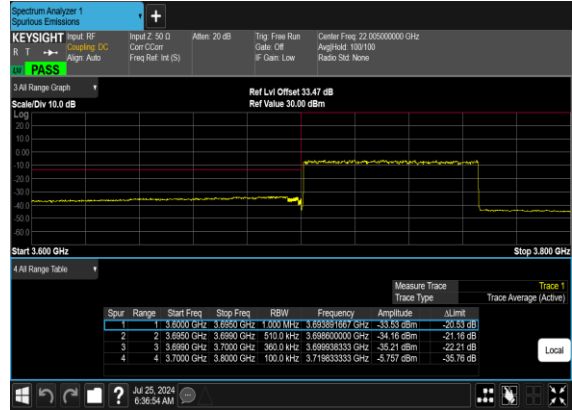 Spectrum Analyzer 1
Spurious Emissions
KEYSIGHT Input: RF Input Z: 50 Ω Atten: 20 dB Trig: Free Run Center Freq: 22.005000000 GHz
R T Coupling: DC Corr CCorr Gate: Off Avg|Hold: 100/100
Align: Auto Freq Ref: Int (S) IF Gain: Low Radio Std: None
PASS
3 All Range Graph
Ref Lvl Offset 33.47 dB
Scale/Div 10.0 dB Ref Value 30.00 dBm
Log
20.0
10.0
0.00
-10.0
-20.0
-30.0
-40.0
-50.0
-60.0
Start 3.600 GHz Stop 3.800 GHz
4 All Range Table
Measure Trace Trace 1
Trace Type Trace Average (Active)
Spur Range Start Freq Stop Freq RBW Frequency Amplitude ΔLimit
1 1 3.6000 GHz 3.6950 GHz 1.000 MHz 3.693891667 GHz -33.53 dBm -20.53 dB
2 2 3.6950 GHz 3.6990 GHz 510.0 kHz 3.698600000 GHz -34.16 dBm -21.16 dB
3 3 3.6990 GHz 3.7000 GHz 360.0 kHz 3.699938333 GHz -35.21 dBm -22.21 dB
4 4 3.7000 GHz 3.8000 GHz 100.0 kHz 3.719833333 GHz -5.757 dBm -35.76 dB
Local
Jul 25, 2024
6:36:54 AM